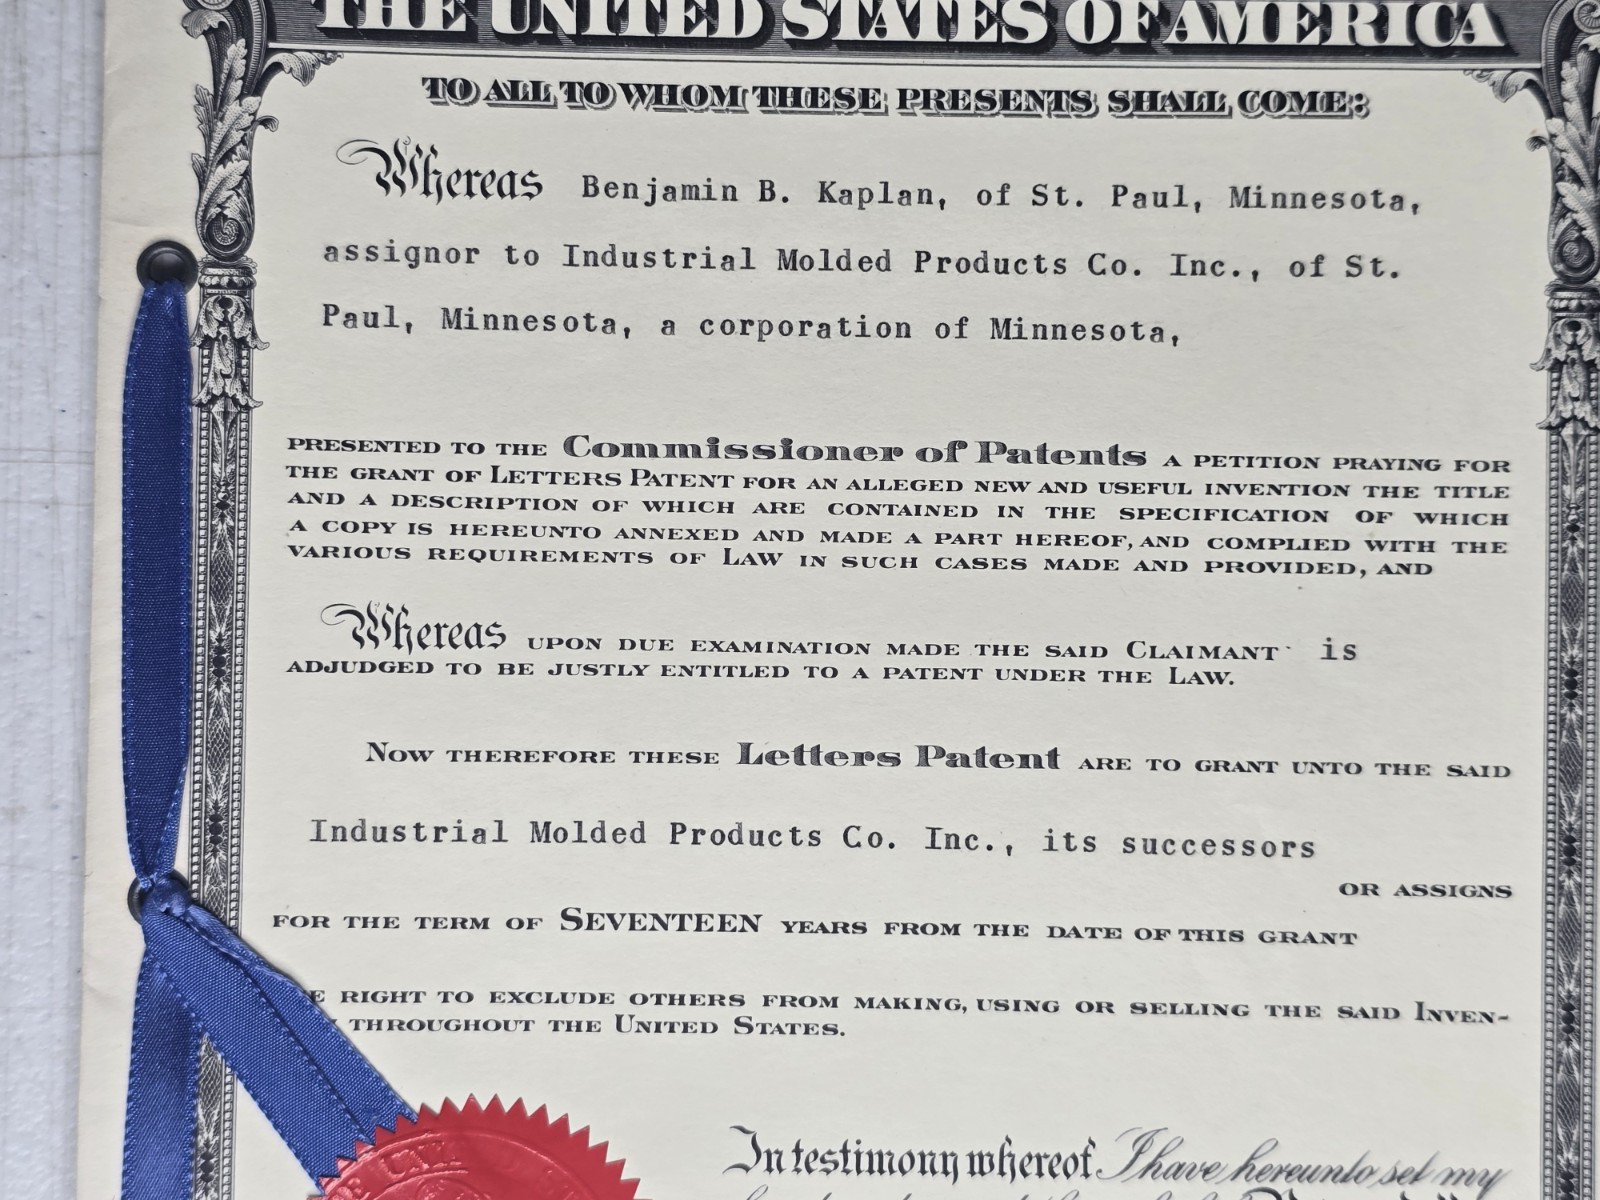 THE UNITED STATES OF AMERICA
TO ALL TO WHOM THESE PRESENTS SHALL COME:
Whereas Benjamin B. Kaplan, of St. Paul, Minnesota,
assignor to Industrial Molded Products Co. Inc., of St.
Paul, Minnesota, a corporation of Minnesota,
PRESENTED TO THE Commissioner of Patents A PETITION PRAYING FOR
THE GRANT OF LETTERS PATENT FOR AN ALLEGED NEW AND USEFUL INVENTION THE TITLE
AND A DESCRIPTION OF WHICH ARE CONTAINED IN THE SPECIFICATION OF WHICH
A COPY IS HEREUNTO ANNEXED AND MADE A PART HEREOF, AND COMPLIED WITH THE
VARIOUS REQUIREMENTS OF LAW IN SUCH CASES MADE AND PROVIDED, AND
Whereas UPON DUE EXAMINATION MADE THE SAID CLAIMANT is
ADJUDGED TO BE JUSTLY ENTITLED TO A PATENT UNDER THE LAW.
NOW THEREFORE THESE Letters Patent ARE TO GRANT UNTO THE SAID
Industrial Molded Products Co. Inc., its successors
OR ASSIGNS
FOR THE TERM OF SEVENTEEN YEARS FROM THE DATE OF THIS GRANT
RIGHT TO EXCLUDE OTHERS FROM MAKING, USING OR SELLING THE SAID INVEN-
THROUGHOUT THE UNITED STATES.
In testimony whereof I have hereunto set my